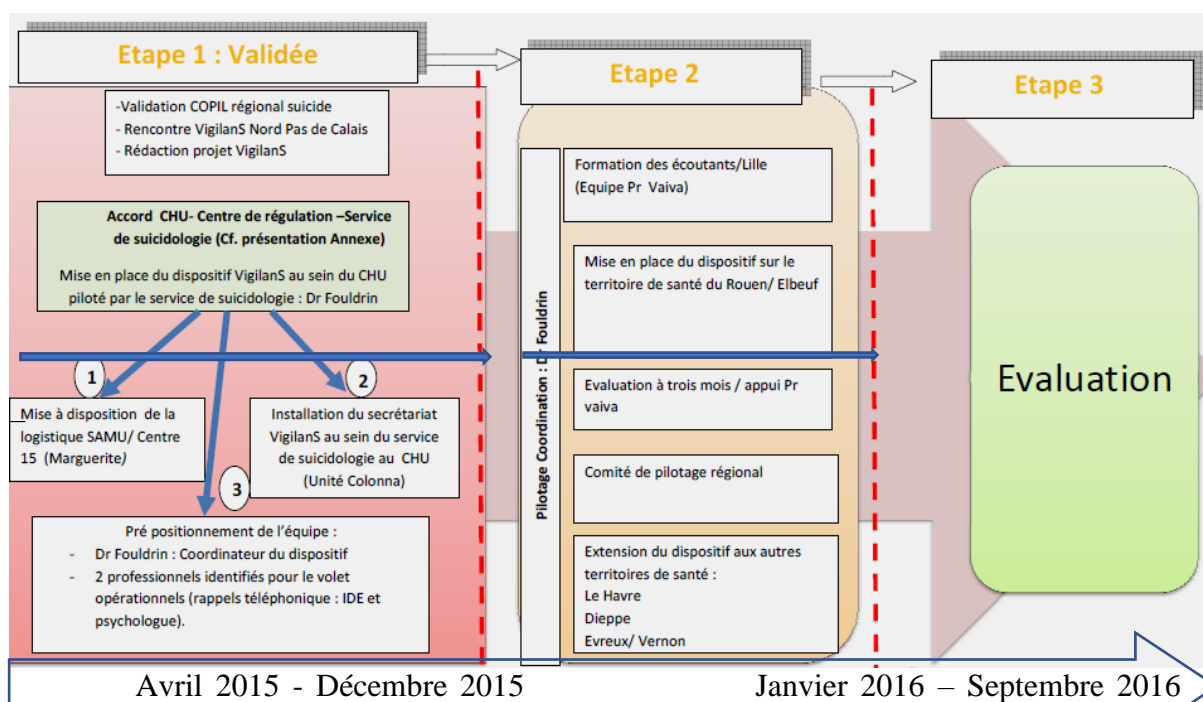 Etape 1 : Validée
-Validation COPIL régional suicide
- Rencontre VigilanS Nord Pas de Calais
- Rédaction projet VigilanS
Accord CHU- Centre de régulation –Service
de suicidologie (Cf. présentation Annexe)
Mise en place du dispositif VigilanS au sein du CHU
piloté par le service de suicidologie : Dr Fouldrin
1
Mise à disposition de la
logistique SAMU/ Centre
15 (Marguerite)
2
Installation du secrétariat
VigilanS au sein du service
de suicidologie au CHU
(Unité Colonna)
3
Pré positionnement de l’équipe :
- Dr Fouldrin : Coordinateur du dispositif
- 2 professionnels identifiés pour le volet
opérationnels (rappels téléphonique : IDE et
psychologue).
Etape 2
Pilotage Coordination : Dr Fouldrin
Formation des écoutants/Lille
(Equipe Pr Vaiva)
Mise en place du dispositif sur le
territoire de santé du Rouen/ Elbeuf
Evaluation à trois mois / appui Pr
vaiva
Comité de pilotage régional
Extension du dispositif aux autres
territoires de santé :
Le Havre
Dieppe
Evreux/ Vernon
Etape 3
Evaluation
Avril 2015 - Décembre 2015
Janvier 2016 – Septembre 2016